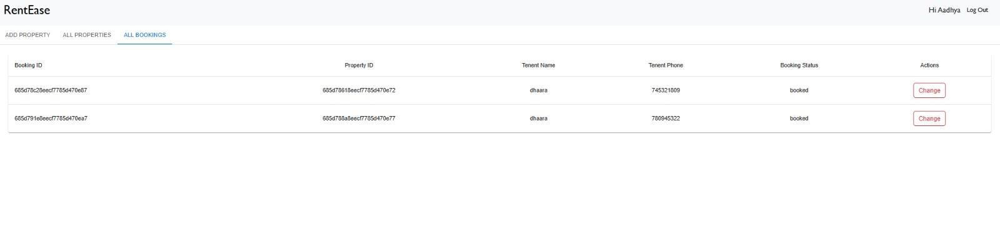 RentEase
Hi Aadhya Log Out
ADD PROPERTY ALL PROPERTIES ALL BOOKINGS
Booking ID Property ID Tenent Name Tenent Phone Booking Status Actions
685d78c28eecf7785d470e87 685d78618eecf7785d470e72 dhaara 745321809 booked Change
685d791e8eecf7785d470ea7 685d788a8eecf7785d470e77 dhaara 780945322 booked Change